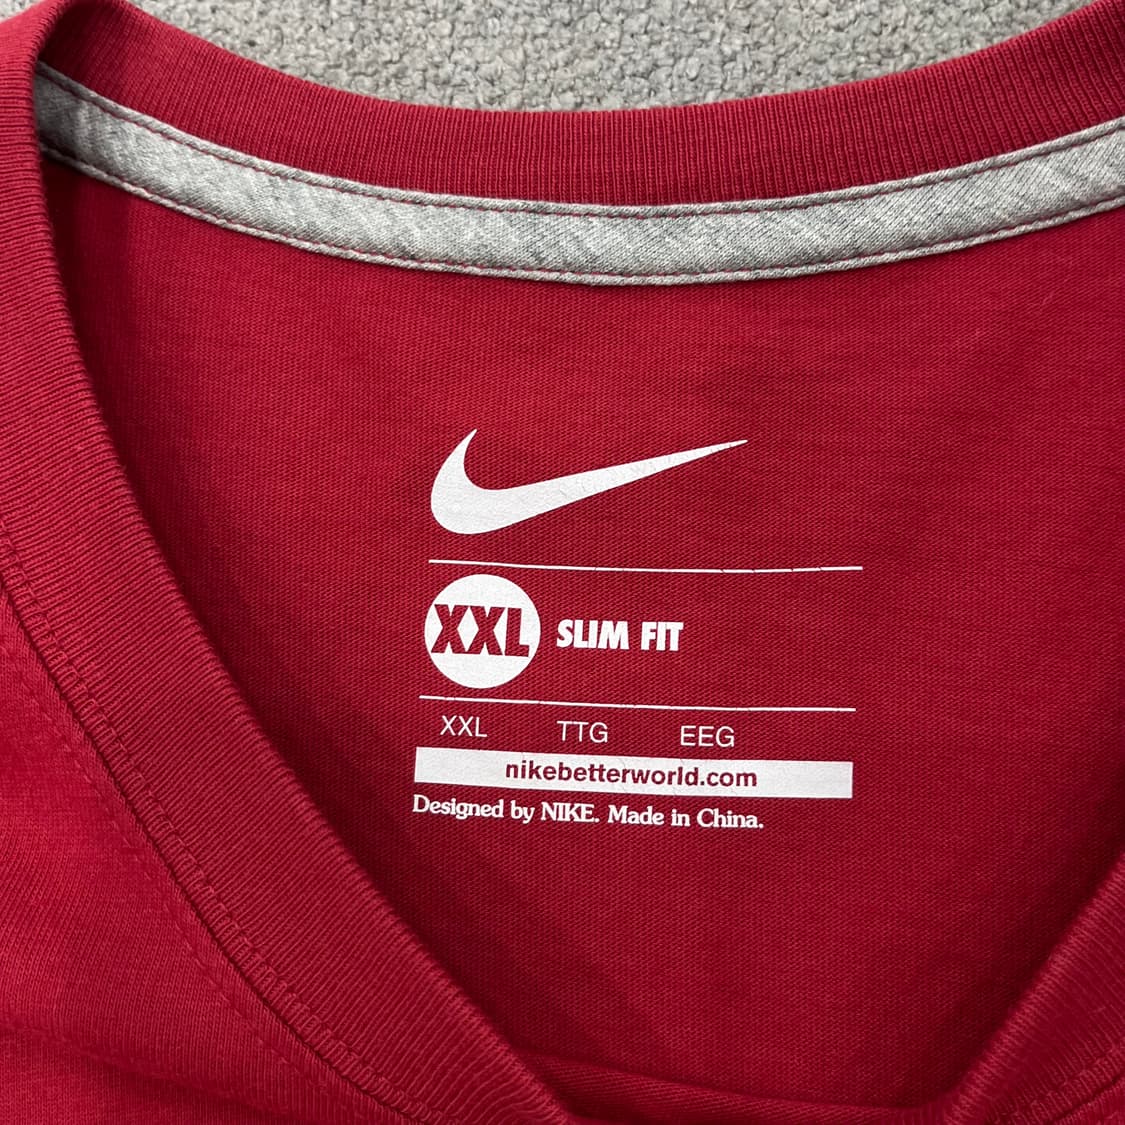 XXL SLIM FIT
XXL TTG EEG
nikebetterworld.com
Designed by NIKE. Made in China.